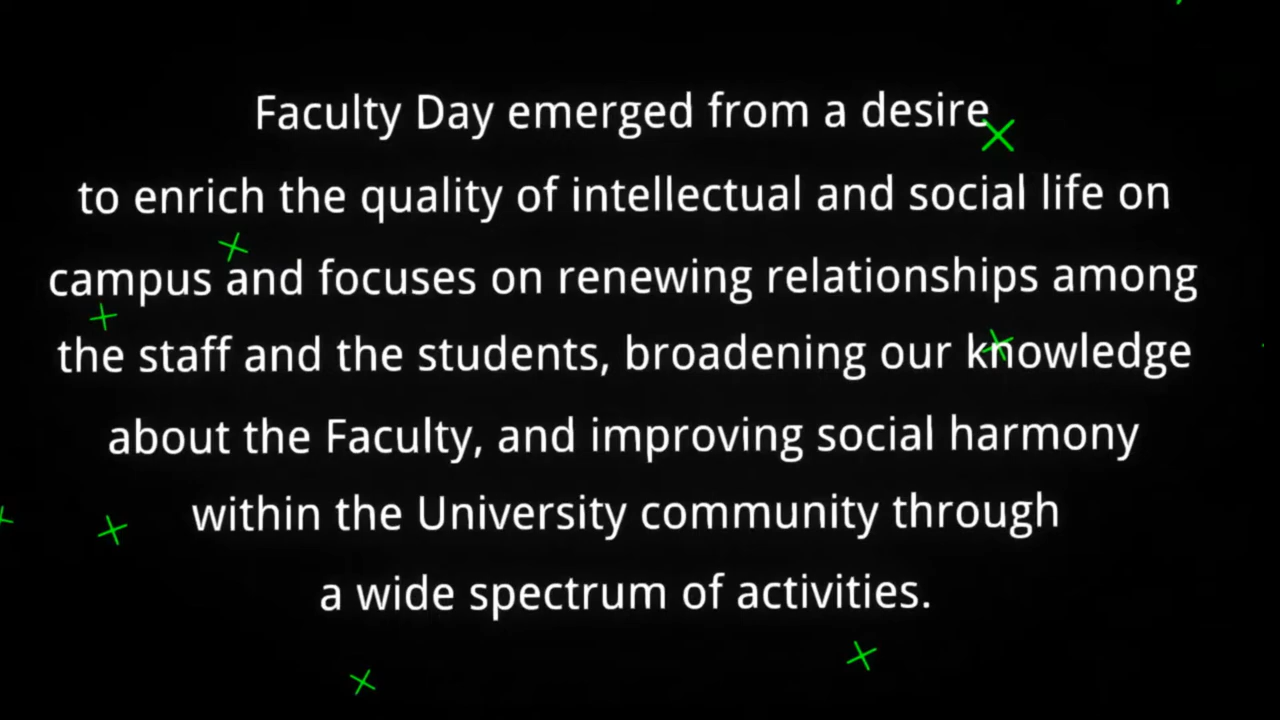 Faculty Day emerged from a desire
to enrich the quality of intellectual and social life on
campus and focuses on renewing relationships among
the staff and the students, broadening our knowledge
about the Faculty, and improving social harmony
within the University community through
a wide spectrum of activities.